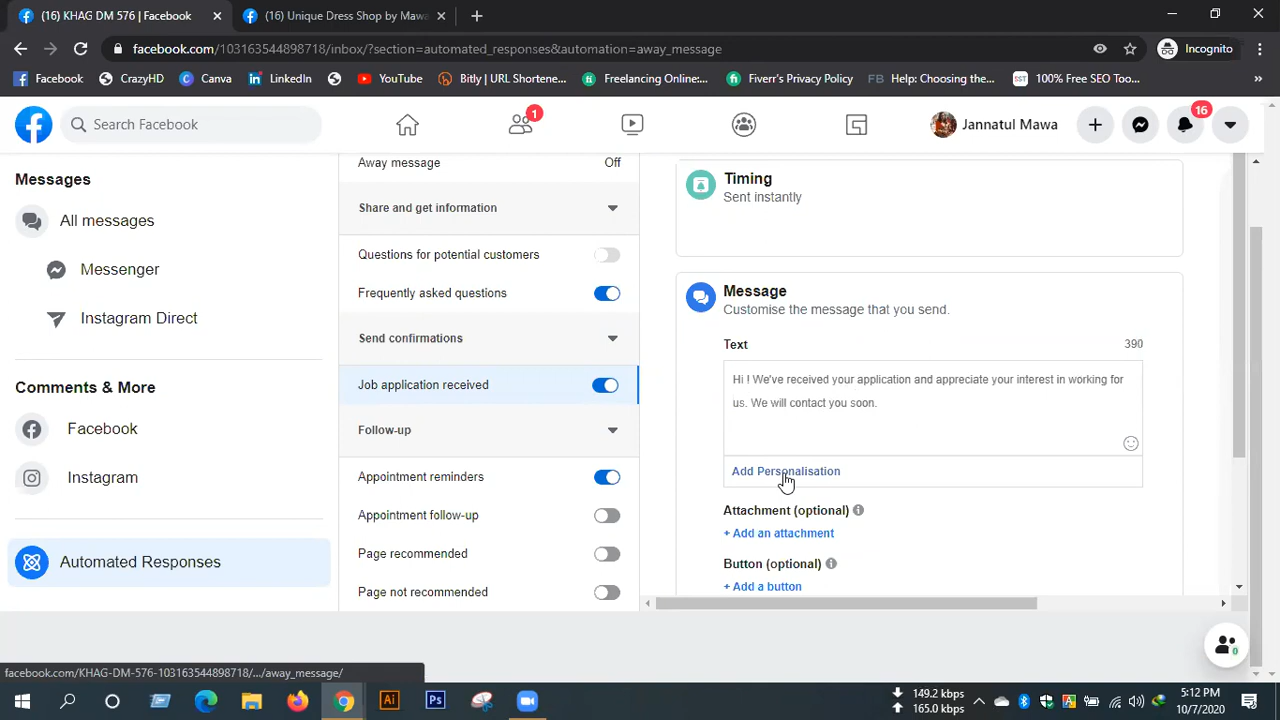 (16) KHAG DM 576 | Facebook
(16) Unique Dress Shop by Mawa
facebook.com/103163544898718/inbox/?section=automated_responses&automation=away_message
Incognito
Facebook
CrazyHD
Canva
LinkedIn
YouTube
Bitly | URL Shortene...
Freelancing Online:...
Fiverr's Privacy Policy
FB Help: Choosing the...
SST 100% Free SEO Too...
Search Facebook
1
Jannatul Mawa
16
Messages
All messages
Messenger
Instagram Direct
Comments & More
Facebook
Instagram
Automated Responses
Away message Off
Share and get information
Questions for potential customers
Frequently asked questions
Send confirmations
Job application received
Follow-up
Appointment reminders
Appointment follow-up
Page recommended
Page not recommended
Timing
Sent instantly
Message
Customise the message that you send.
Text 390
Hi ! We've received your application and appreciate your interest in working for
us. We will contact you soon.
Add Personalisation
Attachment (optional)
+ Add an attachment
Button (optional)
+ Add a button
0
facebook.com/KHAG-DM-576-103163544898718/.../away_message/
Ai
Ps
149.2 kbps
165.0 kbps
5:12 PM
10/7/2020